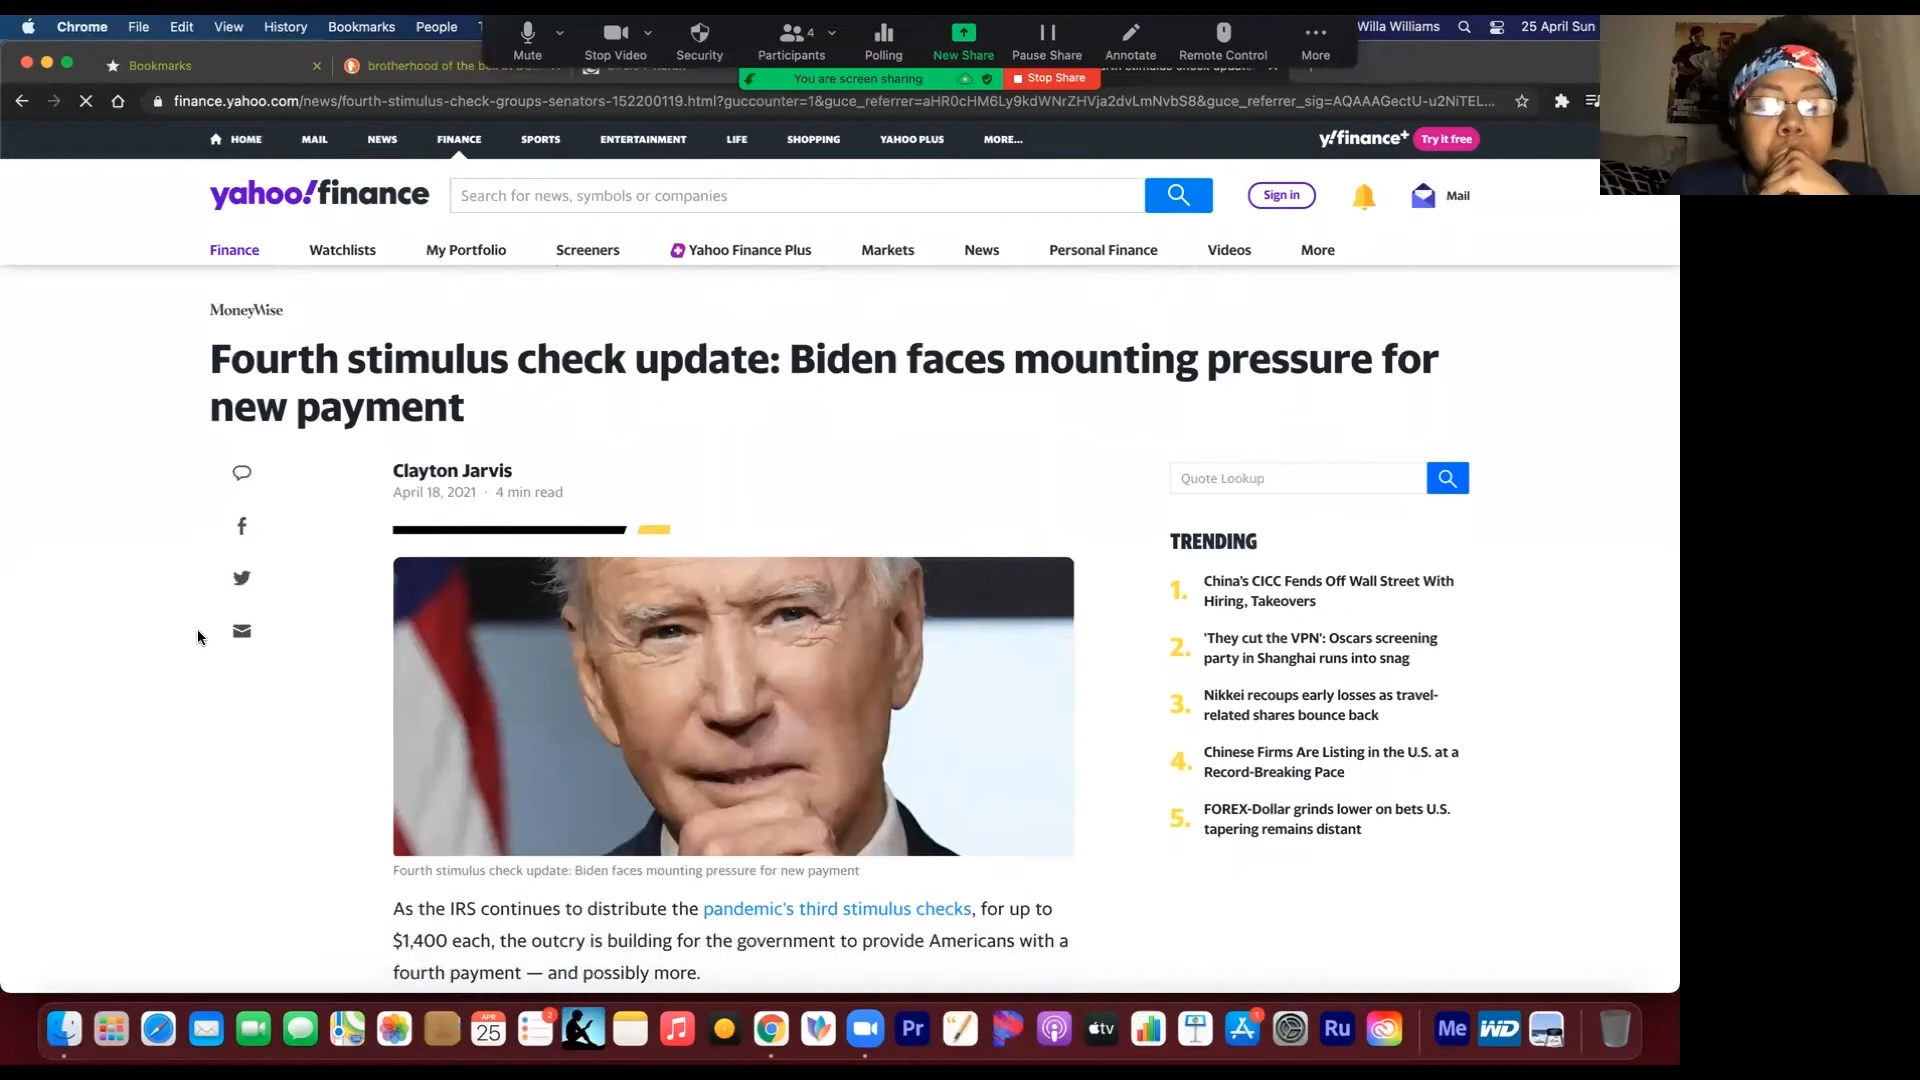 Chrome File Edit View History Bookmarks People
Willa Williams 25 April Sun
Mute Stop Video Security Participants 4 Polling New Share Pause Share Annotate Remote Control More
You are screen sharing Stop Share
Bookmarks
brotherhood of the
finance.yahoo.com/news/fourth-stimulus-check-groups-senators-152200119.html?guccounter=1&guce_referrer=aHR0cHM6Ly9kdWNrZHVja2dvLmNvbS8&guce_referrer_sig=AQAAAGectU-u2NiTEL...
HOME MAIL NEWS FINANCE SPORTS ENTERTAINMENT LIFE SHOPPING YAHOO PLUS MORE...
y!finance+ Try it free
yahoo!finance
Search for news, symbols or companies
Sign in
Mail
Finance Watchlists My Portfolio Screeners Yahoo Finance Plus Markets News Personal Finance Videos More
MoneyWise
Fourth stimulus check update: Biden faces mounting pressure for
new payment
Clayton Jarvis
April 18, 2021 · 4 min read
Fourth stimulus check update: Biden faces mounting pressure for new payment
As the IRS continues to distribute the pandemic's third stimulus checks, for up to
$1,400 each, the outcry is building for the government to provide Americans with a
fourth payment — and possibly more.
Quote Lookup
TRENDING
1. China's CICC Fends Off Wall Street With
Hiring, Takeovers
2. 'They cut the VPN': Oscars screening
party in Shanghai runs into snag
3. Nikkei recoups early losses as travel-
related shares bounce back
4. Chinese Firms Are Listing in the U.S. at a
Record-Breaking Pace
5. FOREX-Dollar grinds lower on bets U.S.
tapering remains distant
APR
25
2
Pr
tv
1
Ru
Me
WD